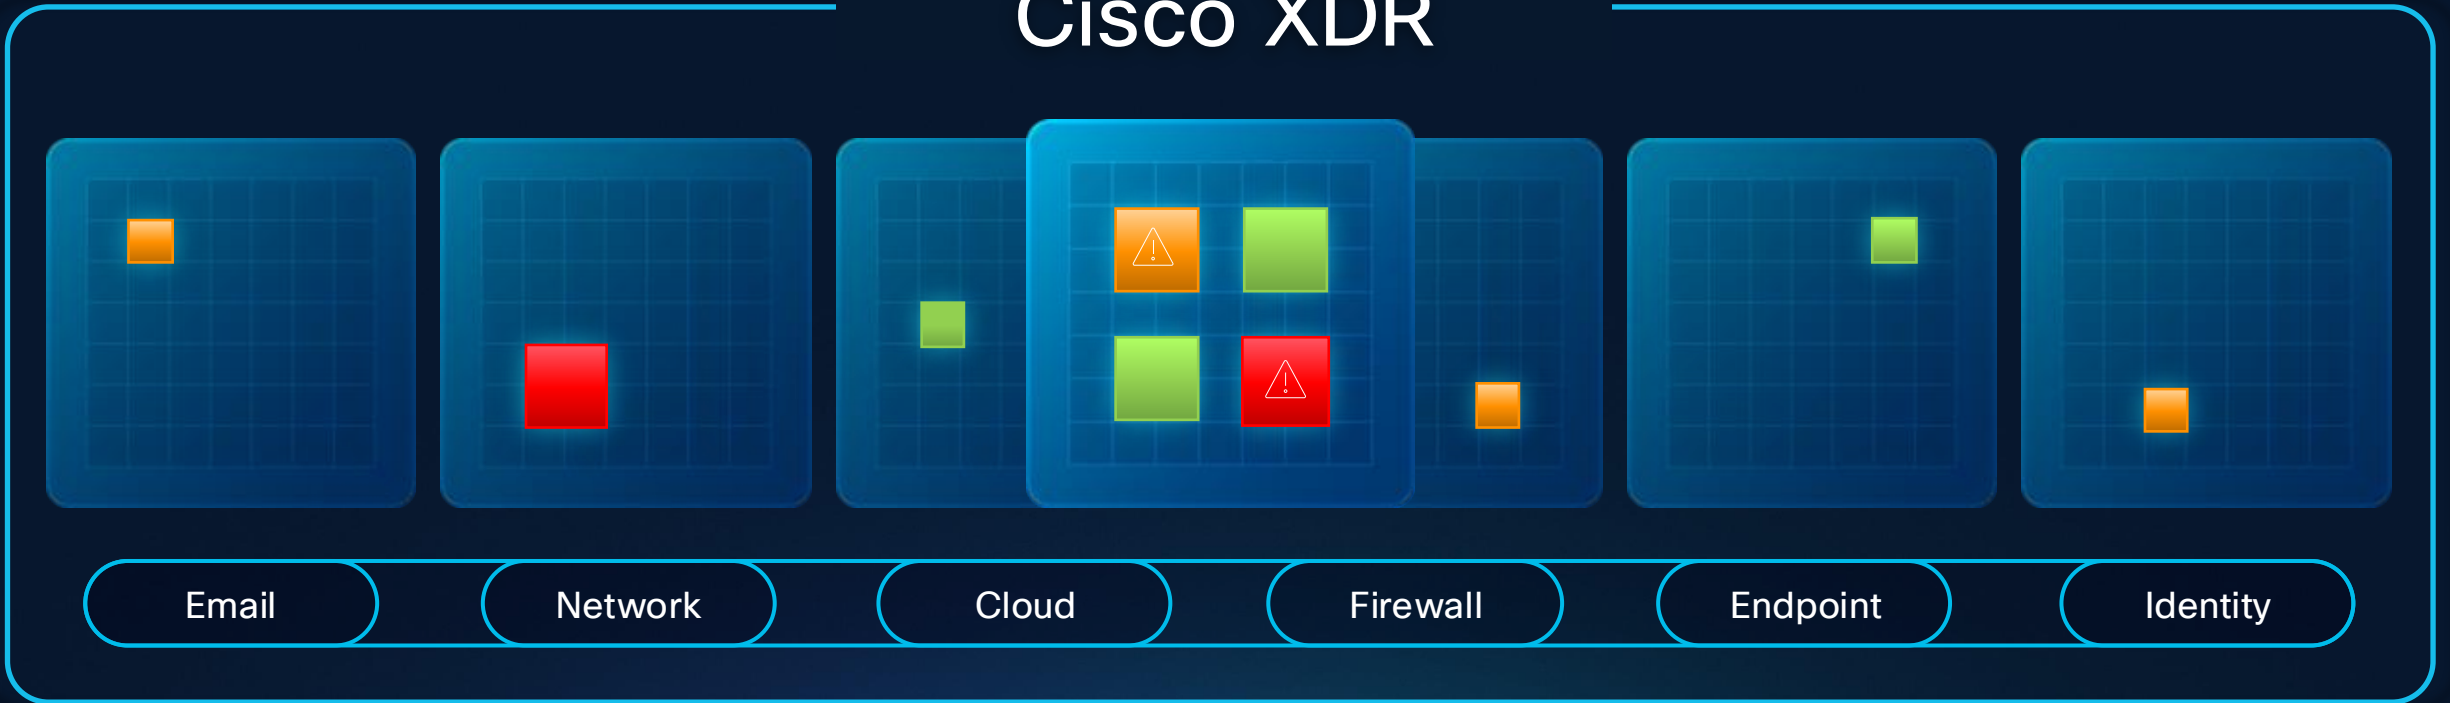 Cisco XDR
Email
Network
Cloud
Firewall
Endpoint
Identity